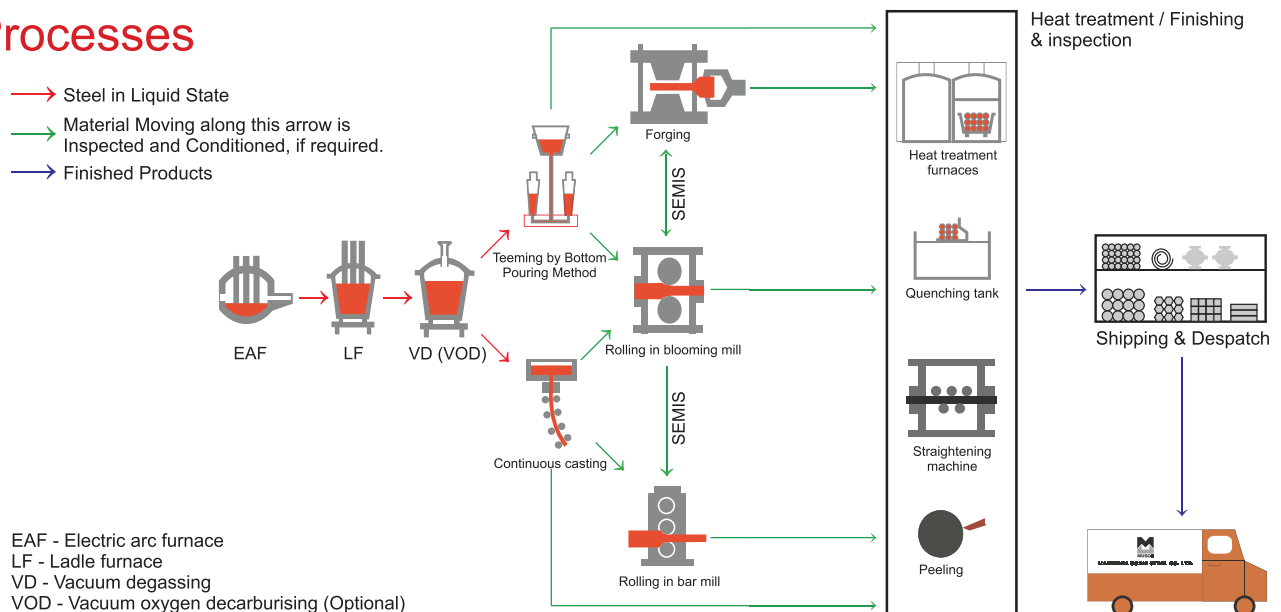 Processes
Heat treatment / Finishing
& inspection
Steel in Liquid State
Material Moving along this arrow is
Inspected and Conditioned, if required.
Finished Products
Forging
SEMIS
Heat treatment
furnaces
Teeming by Bottom
Pouring Method
Quenching tank
EAF
LF
VD (VOD)
Rolling in blooming mill
Shipping & Despatch
SEMIS
Continuous casting
Straightening
machine
Rolling in bar mill
Peeling
EAF - Electric arc furnace
LF - Ladle furnace
VD - Vacuum degassing
VOD - Vacuum oxygen decarburising (Optional)